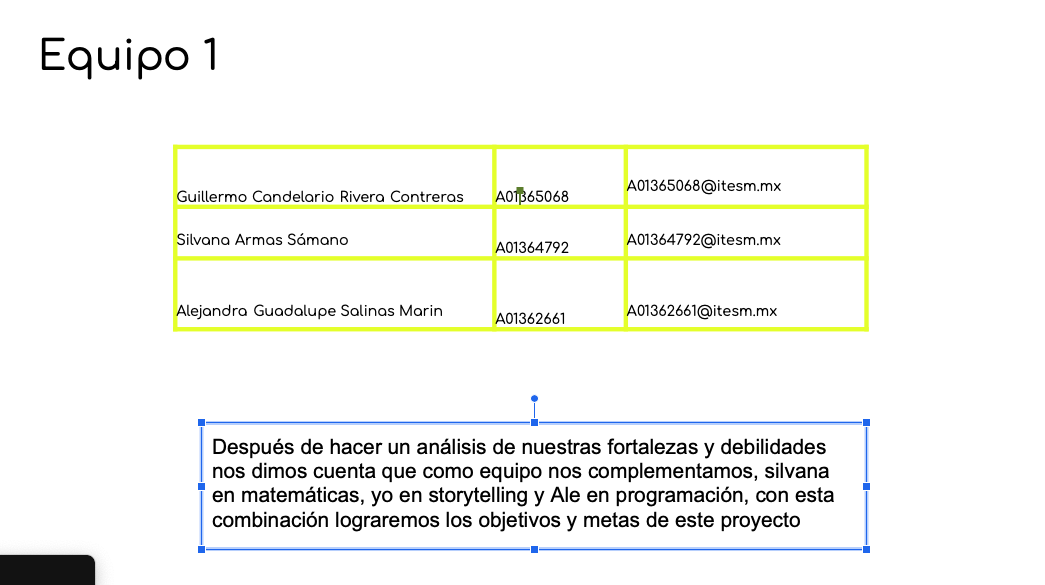 Equipo 1
Guillermo Candelario Rivera Contreras A01365068 A01365068@itesm.mx
Silvana Armas Sámano A01364792 A01364792@itesm.mx
Alejandra Guadalupe Salinas Marin A01362661 A01362661@itesm.mx
Después de hacer un análisis de nuestras fortalezas y debilidades
nos dimos cuenta que como equipo nos complementamos, silvana
en matemáticas, yo en storytelling y Ale en programación, con esta
combinación lograremos los objetivos y metas de este proyecto